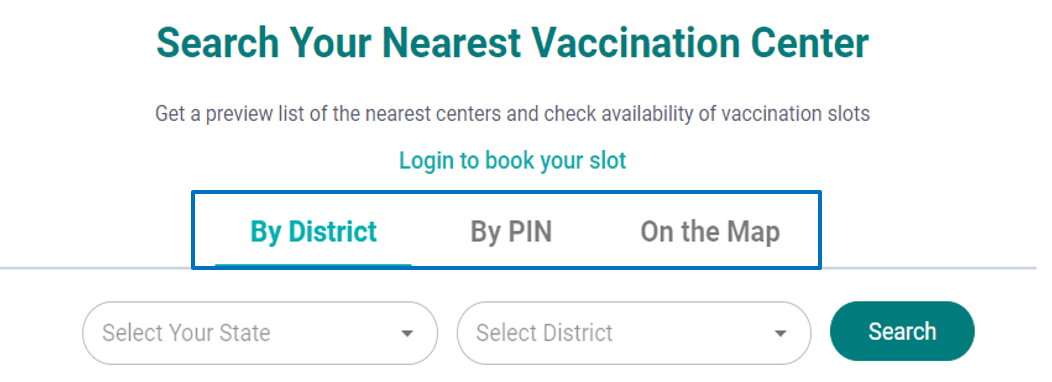 Search Your Nearest Vaccination Center
Get a preview list of the nearest centers and check availability of vaccination slots
Login to book your slot
By District By PIN On the Map
Select Your State Select District Search